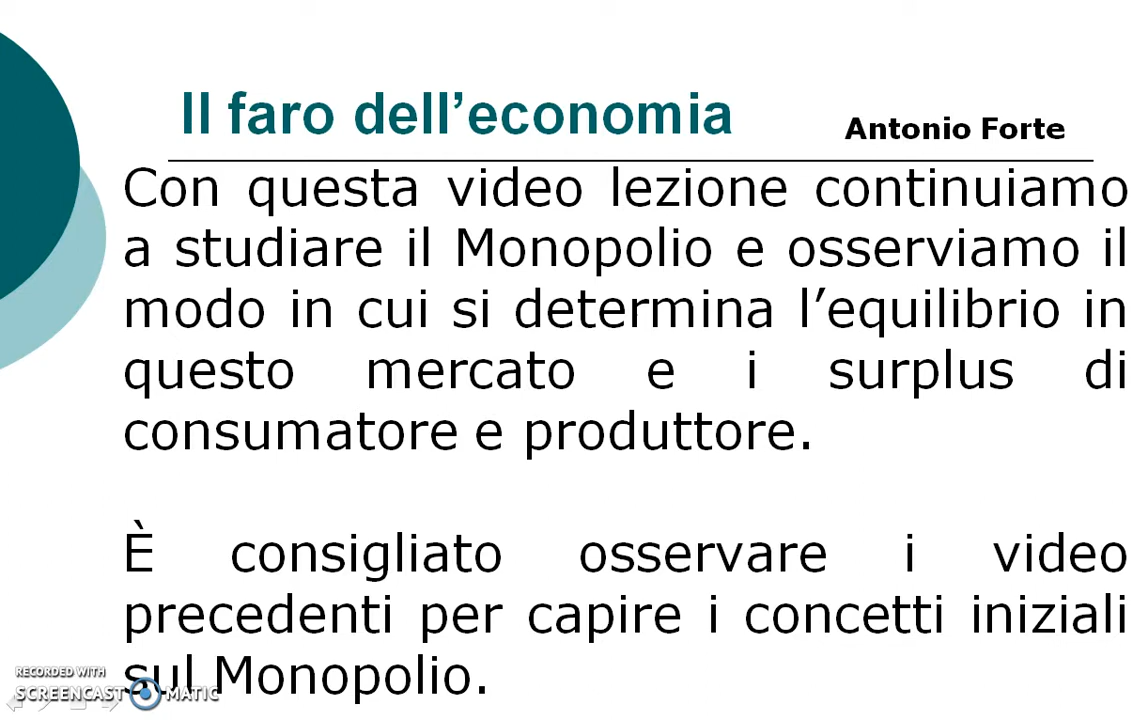 Il faro dell’economia
Antonio Forte
Con questa video lezione continuiamo
a studiare il Monopolio e osserviamo il
modo in cui si determina l’equilibrio in
questo mercato e i surplus di
consumatore e produttore.
È consigliato osservare i video
precedenti per capire i concetti iniziali
sul Monopolio.
RECORDED WITH
SCREENCAST MATIC